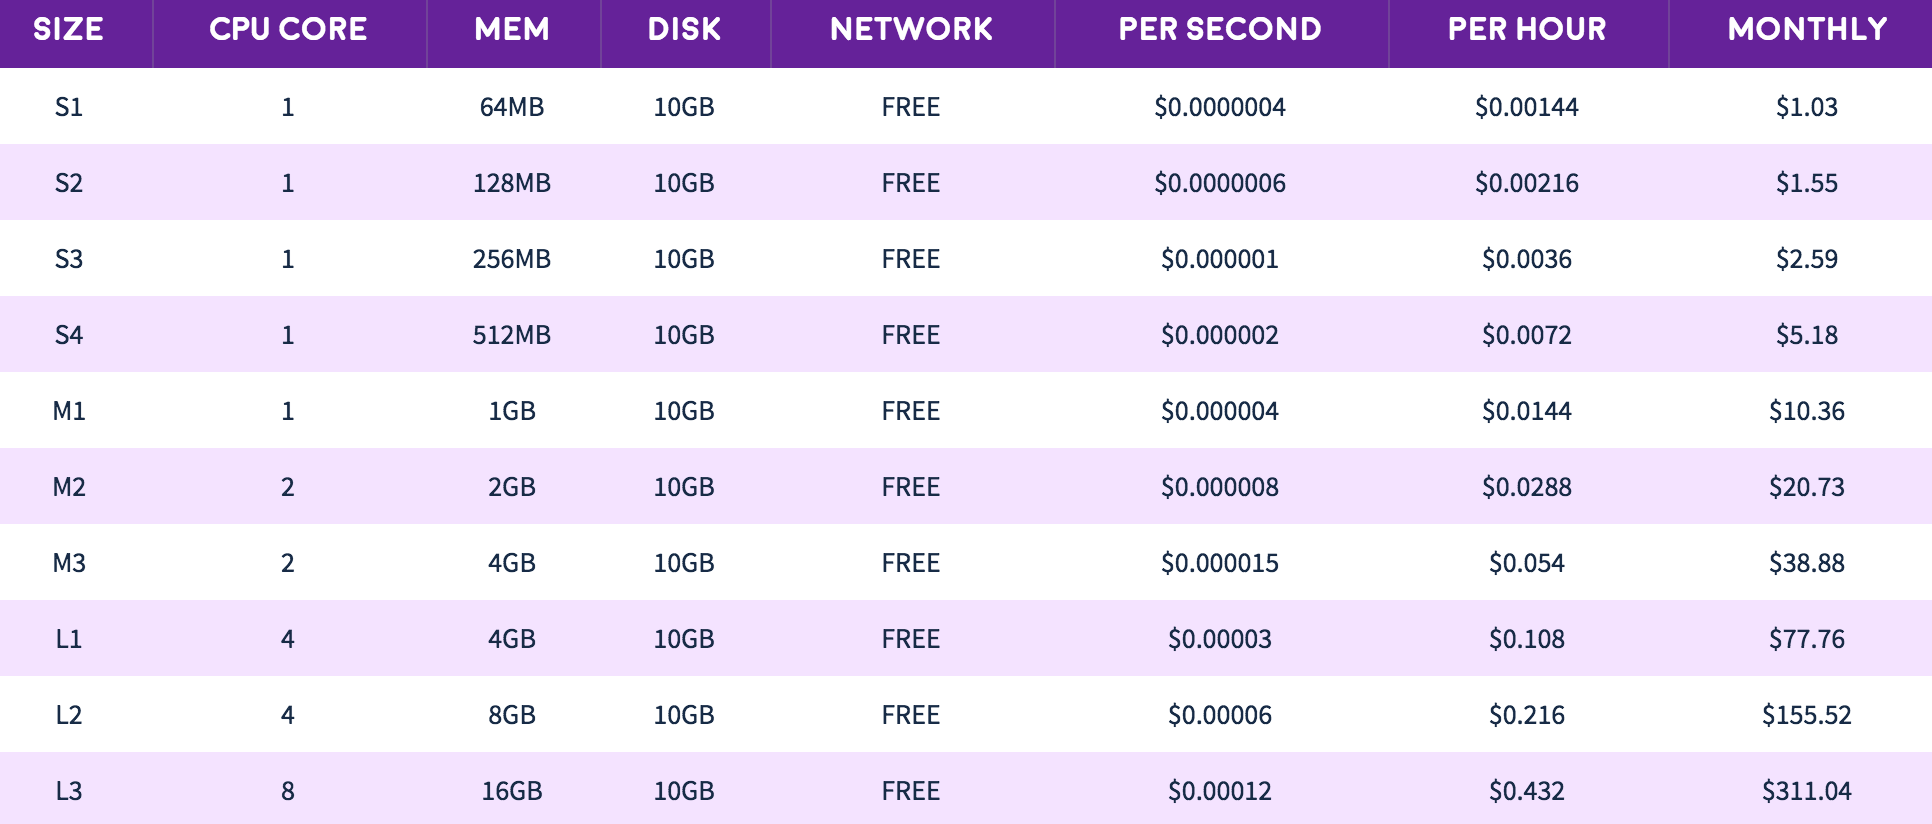 SIZE CPU CORE MEM DISK NETWORK PER SECOND PER HOUR MONTHLY
S1 1 64MB 10GB FREE $0.0000004 $0.00144 $1.03
S2 1 128MB 10GB FREE $0.0000006 $0.00216 $1.55
S3 1 256MB 10GB FREE $0.000001 $0.0036 $2.59
S4 1 512MB 10GB FREE $0.000002 $0.0072 $5.18
M1 1 1GB 10GB FREE $0.000004 $0.0144 $10.36
M2 2 2GB 10GB FREE $0.000008 $0.0288 $20.73
M3 2 4GB 10GB FREE $0.000015 $0.054 $38.88
L1 4 4GB 10GB FREE $0.00003 $0.108 $77.76
L2 4 8GB 10GB FREE $0.00006 $0.216 $155.52
L3 8 16GB 10GB FREE $0.00012 $0.432 $311.04